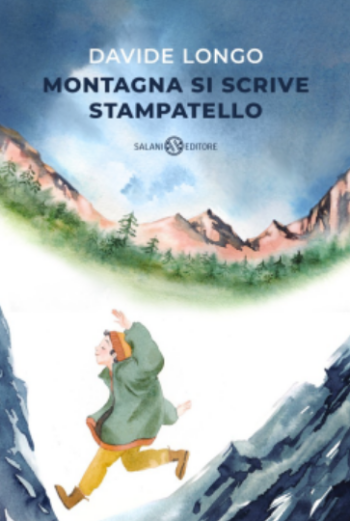 DAVIDE LONGO
MONTAGNA SI SCRIVE
STAMPATELLO
SALANI EDITORE